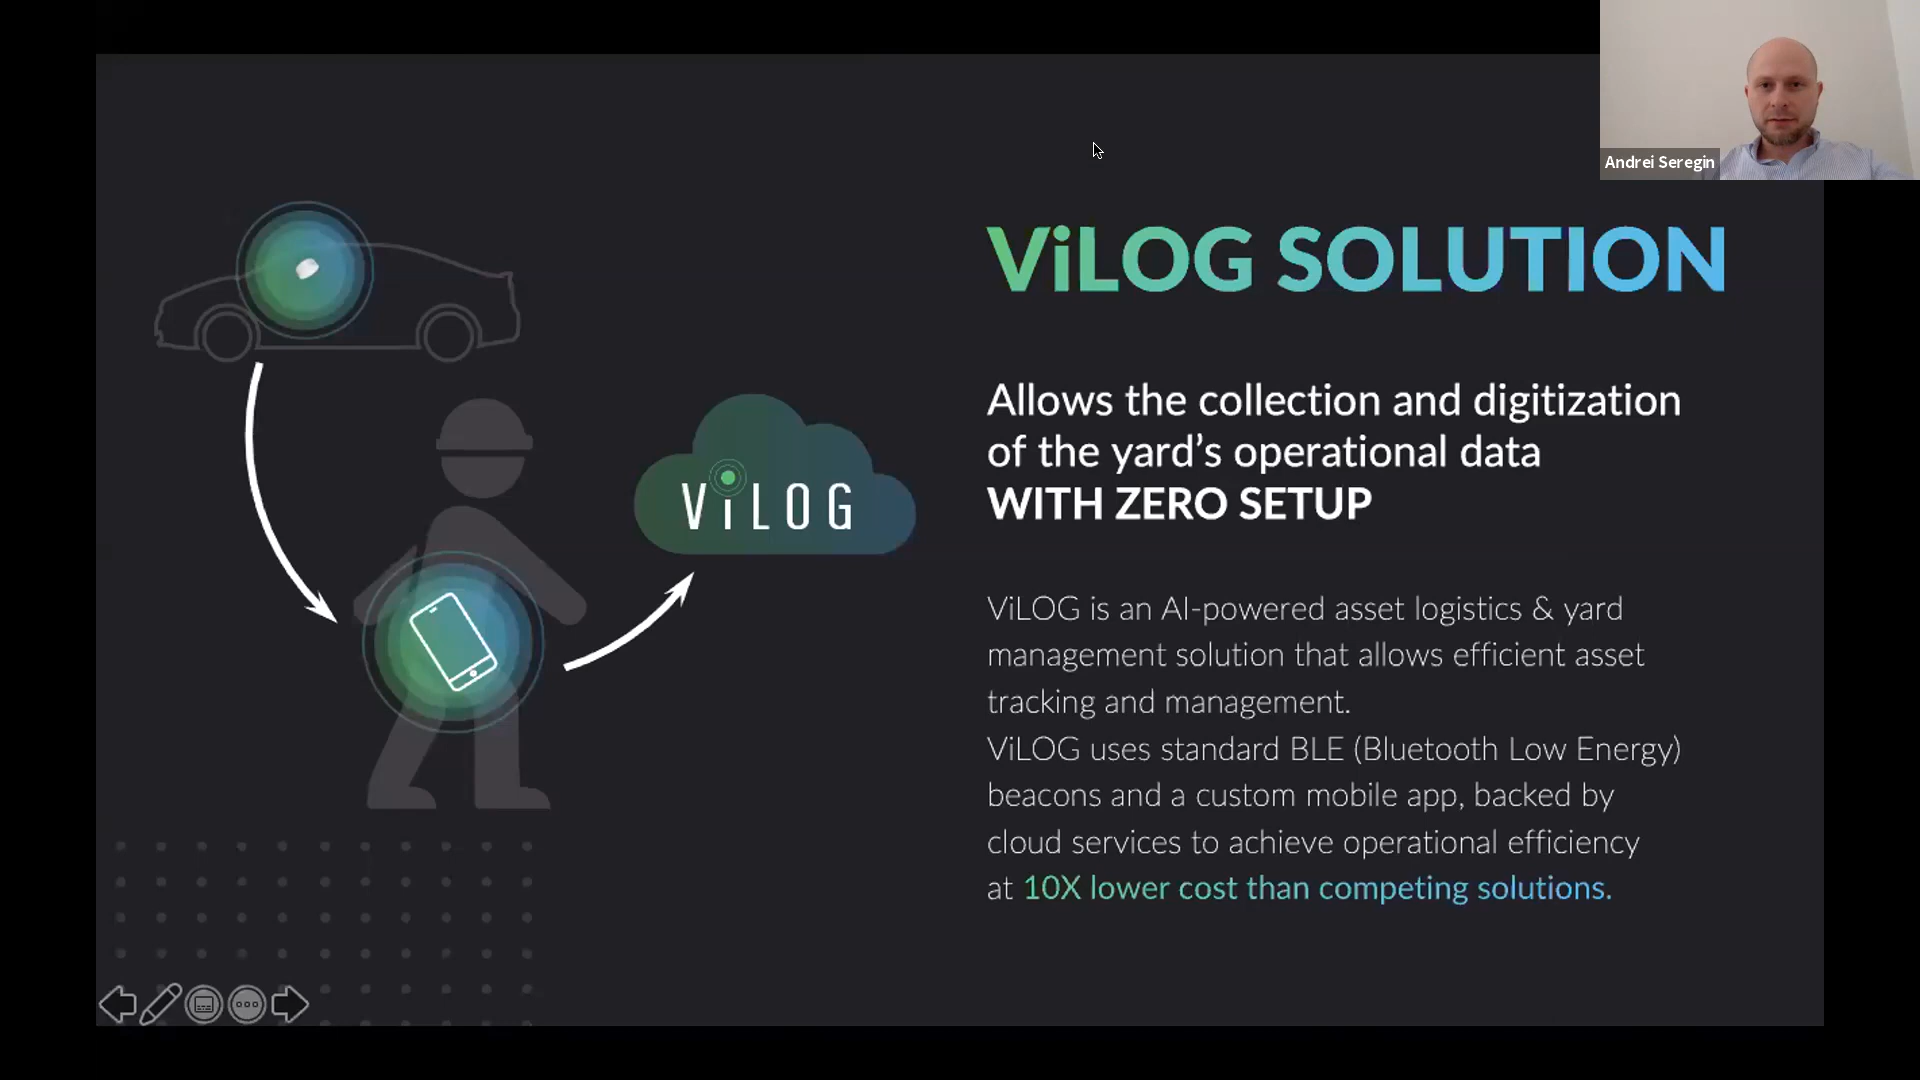 Andrei Seregin
ViLOG SOLUTION
Allows the collection and digitization
of the yard’s operational data
WITH ZERO SETUP
ViLOG
ViLOG is an AI-powered asset logistics & yard
management solution that allows efficient asset
tracking and management.
ViLOG uses standard BLE (Bluetooth Low Energy)
beacons and a custom mobile app, backed by
cloud services to achieve operational efficiency
at 10X lower cost than competing solutions.